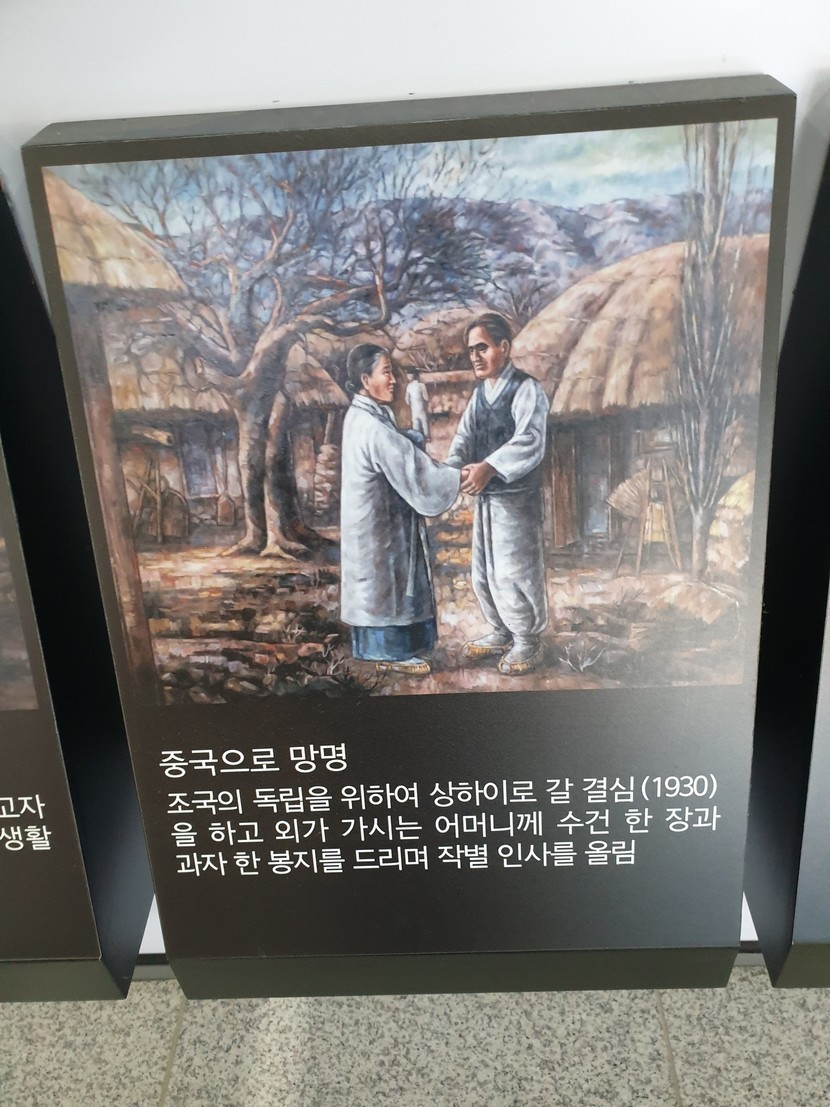 중국으로 망명
조국의 독립을 위하여 상하이로 갈 결심(1930)
을 하고 외가 가시는 어머니께 수건 한 장과
과자 한 봉지를 드리며 작별 인사를 올림
고자
생활